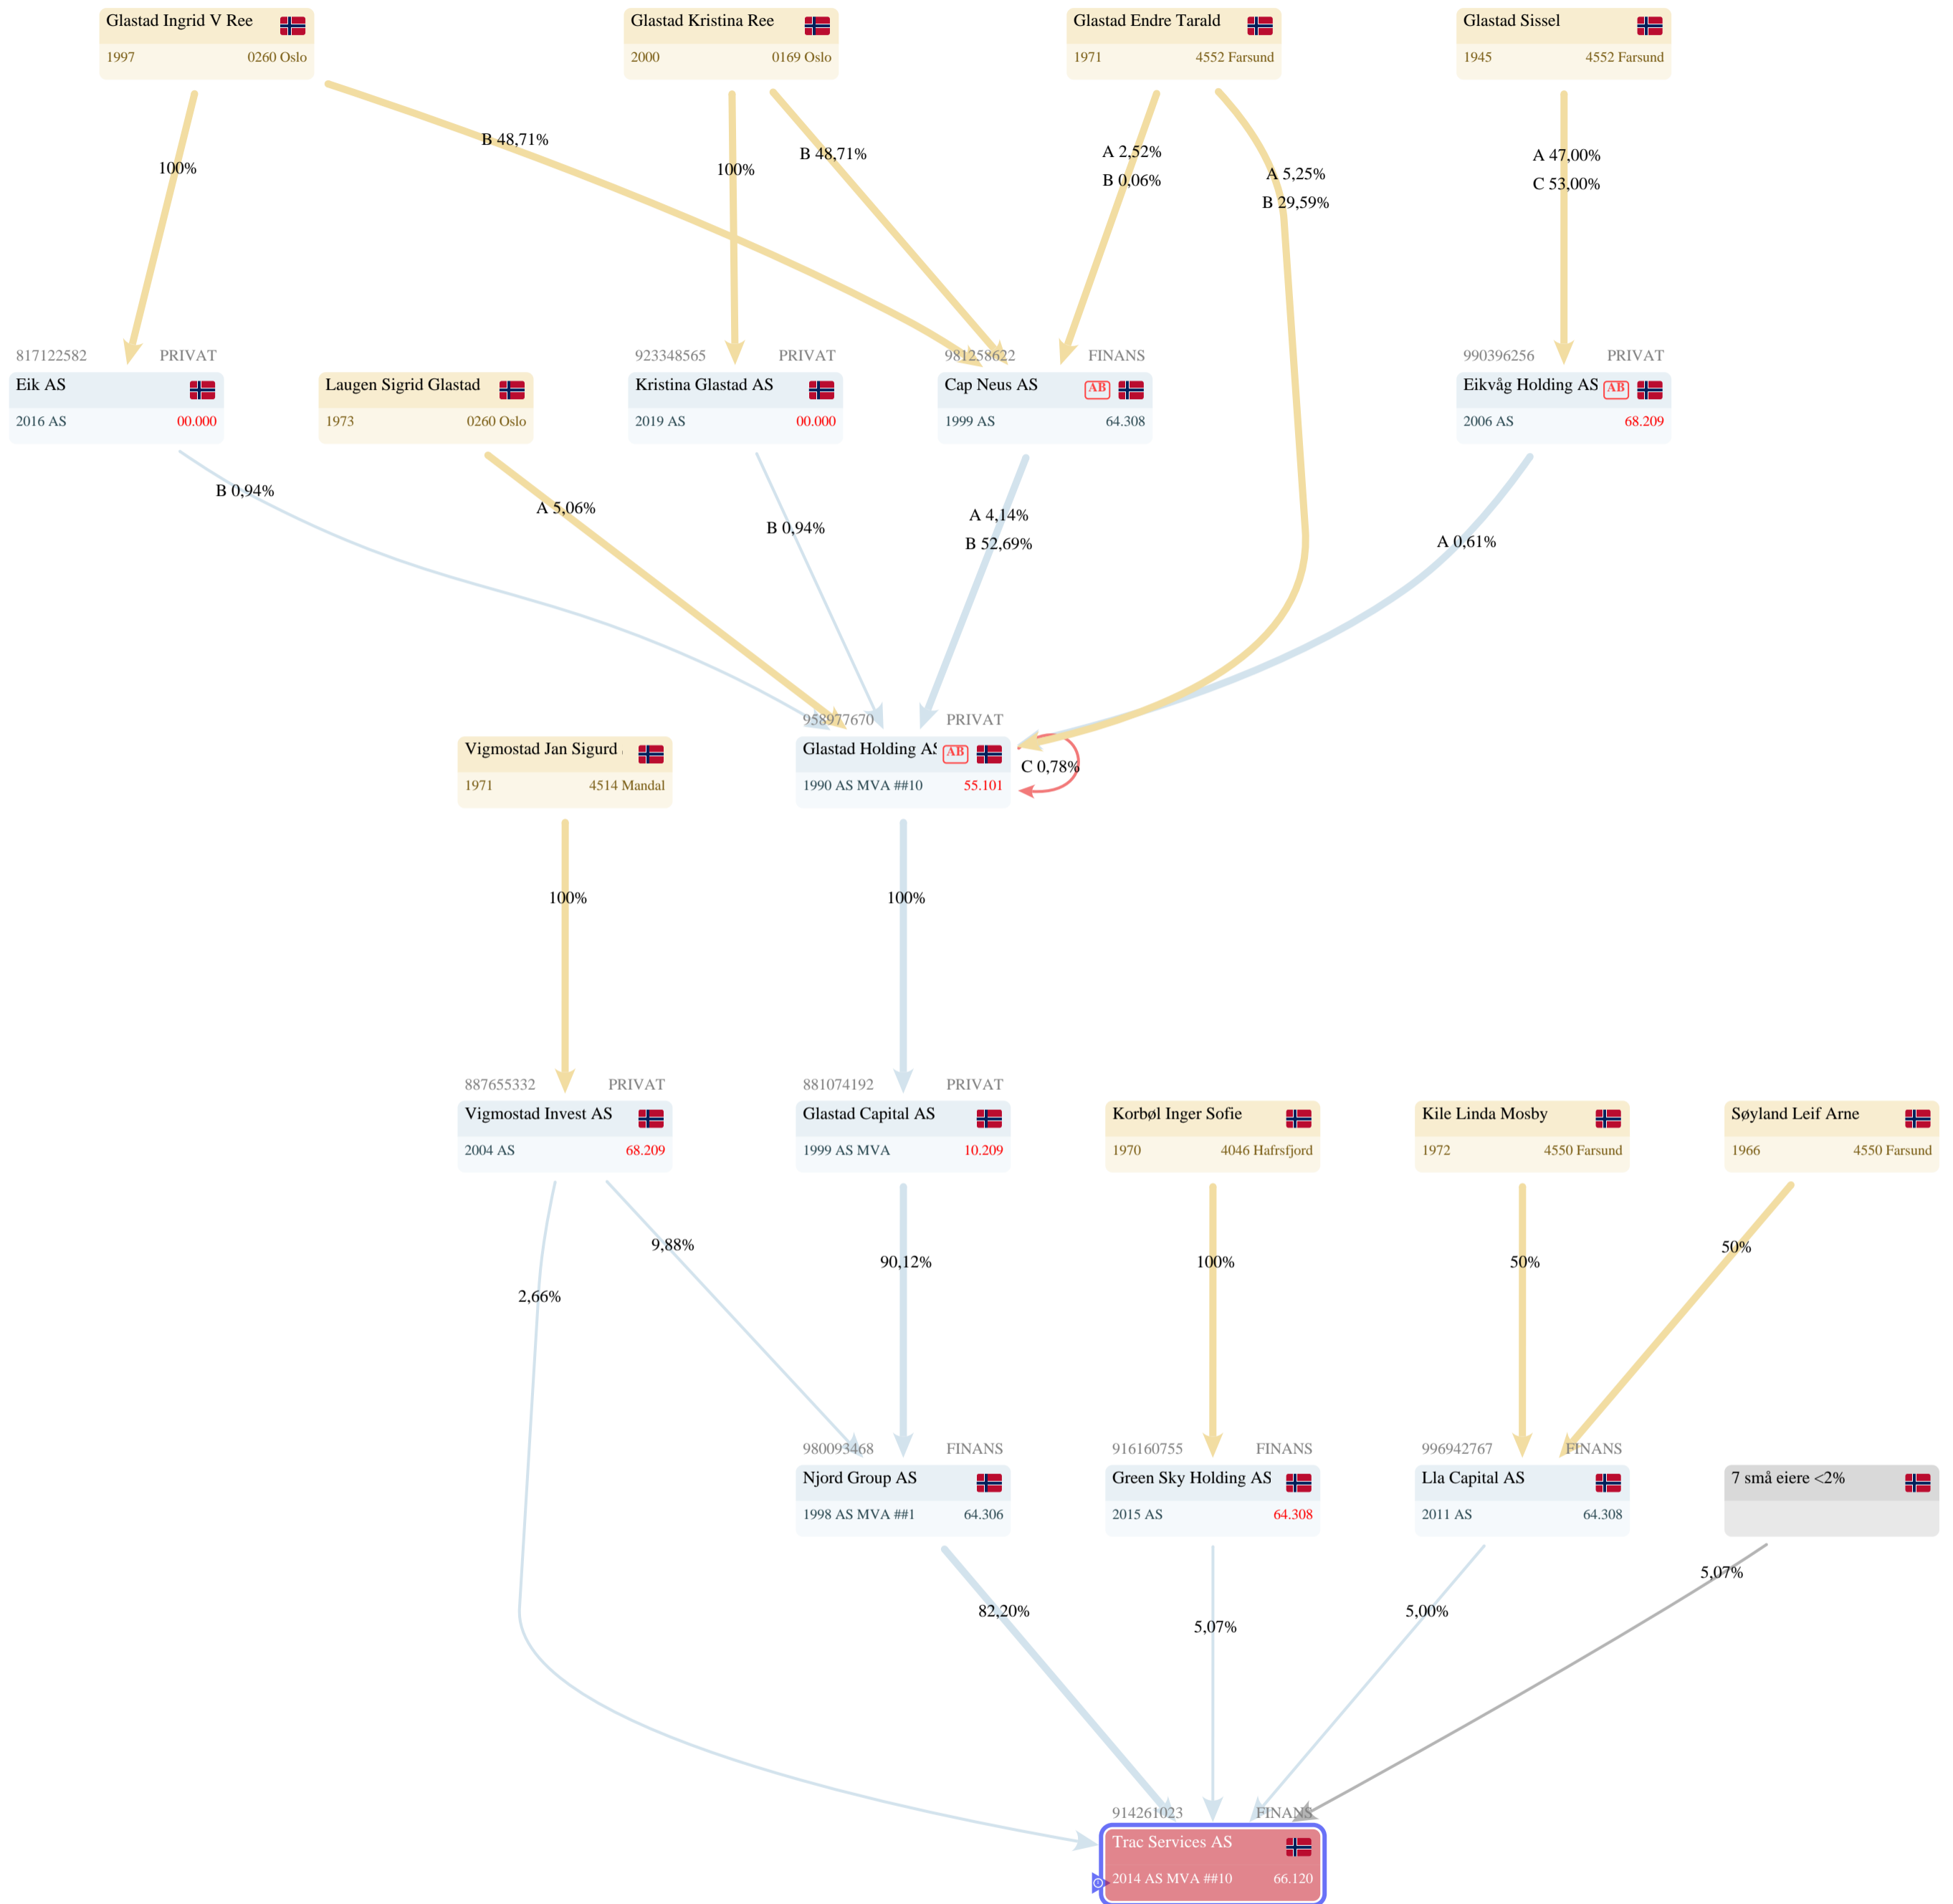 Glastad Ingrid V Ree
1997 0260 Oslo
Glastad Kristina Ree
2000 0169 Oslo
Glastad Endre Tarald
1971 4552 Farsund
Glastad Sissel
1945 4552 Farsund
B 48,71%
100%
B 48,71%
100%
A 2,52%
B 0,06%
A 5,25%
B 29,59%
A 47,00%
C 53,00%
817122582 PRIVAT
Eik AS
2016 AS 00.000
Laugen Sigrid Glastad
1973 0260 Oslo
923348565 PRIVAT
Kristina Glastad AS
2019 AS 00.000
981258622 FINANS
Cap Neus AS AB
1999 AS 64.308
990396256 PRIVAT
Eikvåg Holding AS AB
2006 AS 68.209
B 0,94%
A 5,06%
B 0,94%
A 4,14%
B 52,69%
A 0,61%
Vigmostad Jan Sigurd
1971 4514 Mandal
958977670 PRIVAT
Glastad Holding AS AB
1990 AS MVA ##10 55.101
C 0,78%
100%
100%
887655332 PRIVAT
Vigmostad Invest AS
2004 AS 68.209
881074192 PRIVAT
Glastad Capital AS
1999 AS MVA 10.209
Korbøl Inger Sofie
1970 4046 Hafrsfjord
Kile Linda Mosby
1972 4550 Farsund
Søyland Leif Arne
1966 4550 Farsund
2,66%
9,88%
90,12%
100%
50%
50%
980093468 FINANS
Njord Group AS
1998 AS MVA ##1 64.306
916160755 FINANS
Green Sky Holding AS
2015 AS 64.308
996942767 FINANS
Lla Capital AS
2011 AS 64.308
7 små eiere <2%
82,20%
5,07%
5,00%
5,07%
914261023 FINANS
Trac Services AS
2014 AS MVA ##10 66.120